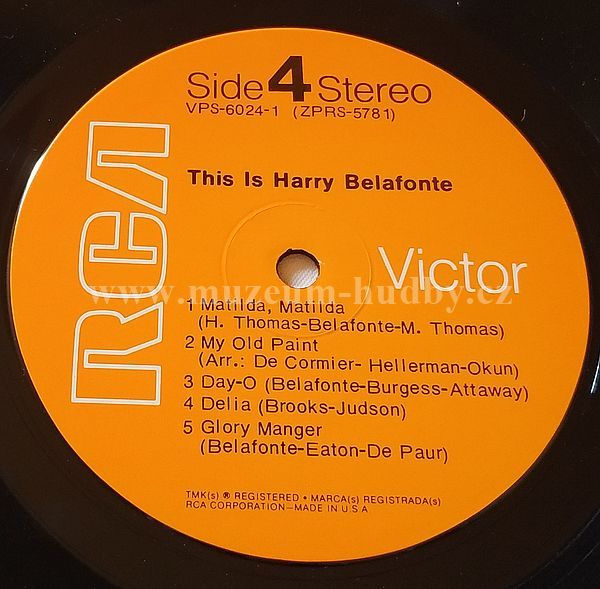 Side 4 Stereo
VPS-6024-1 (ZPRS-5781)
This Is Harry Belafonte
RCA
Victor
www.muzeum-hudby.cz
1 Matilda, Matilda
(H. Thomas-Belafonte-M. Thomas)
2 My Old Paint
(Arr.: De Cormier- Hellerman-Okun)
3 Day-O (Belafonte-Burgess-Attaway)
4 Delia (Brooks-Judson)
5 Glory Manger
(Belafonte-Eaton-De Paur)
TMK(s) ® REGISTERED • MARCA(s) REGISTRADA(s)
RCA CORPORATION—MADE IN U.S.A